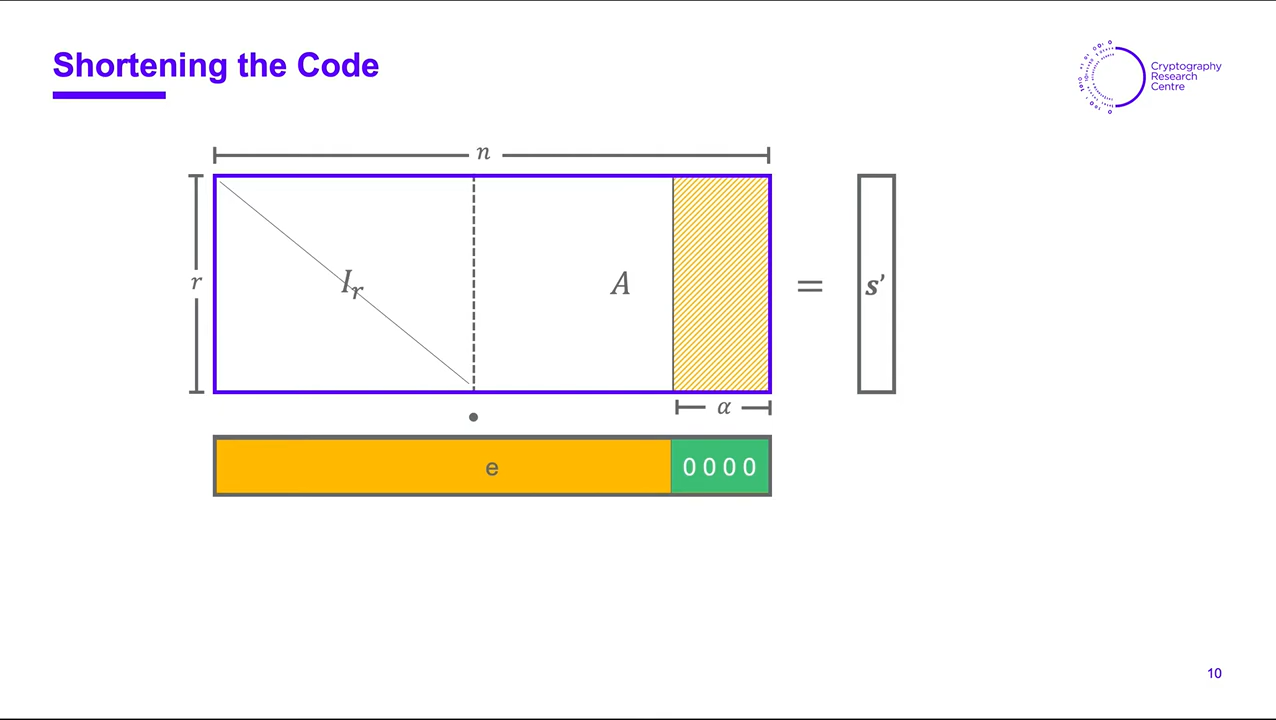 Shortening the Code
Cryptography
Research
Centre
n
r
I_r
A
=
s’
α
•
e
0 0 0 0
10